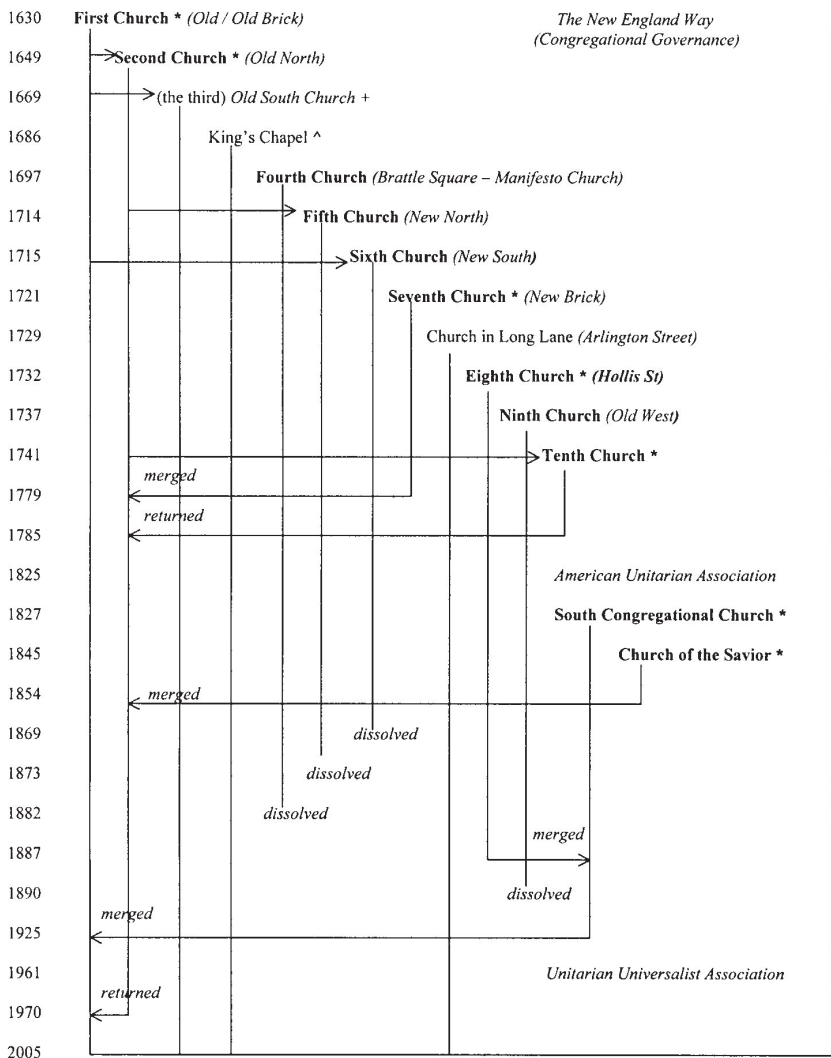 1630 First Church * (Old / Old Brick) The New England Way
(Congregational Governance)
1649 Second Church * (Old North)
1669 (the third) Old South Church +
1686 King's Chapel ^
1697 Fourth Church (Brattle Square – Manifesto Church)
1714 Fifth Church (New North)
1715 Sixth Church (New South)
1721 Seventh Church * (New Brick)
1729 Church in Long Lane (Arlington Street)
1732 Eighth Church * (Hollis St)
1737 Ninth Church (Old West)
1741 Tenth Church *
merged
1779
returned
1785
1825 American Unitarian Association
1827 South Congregational Church *
1845 Church of the Savior *
1854 merged
1869 dissolved
1873 dissolved
1882 dissolved
merged
1887
1890 dissolved
merged
1925
1961 Unitarian Universalist Association
returned
1970
2005